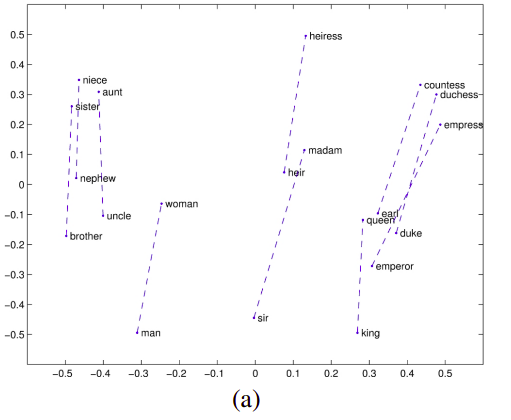 0.5
0.4
0.3
0.2
0.1
0
−0.1
−0.2
−0.3
−0.4
−0.5
heiress
niece
aunt
countess
duchess
sister
empress
madam
heir
nephew
woman
uncle
earl
queen
brother
duke
emperor
sir
man
king
−0.5 −0.4 −0.3 −0.2 −0.1 0 0.1 0.2 0.3 0.4 0.5
(a)